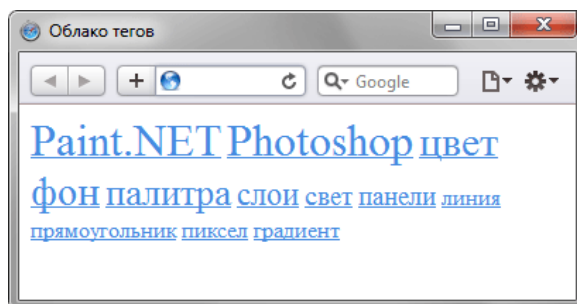 Облако тегов
Google
Paint.NET Photoshop цвет
фон палитра слои свет панели линия
прямоугольник пиксел градиент